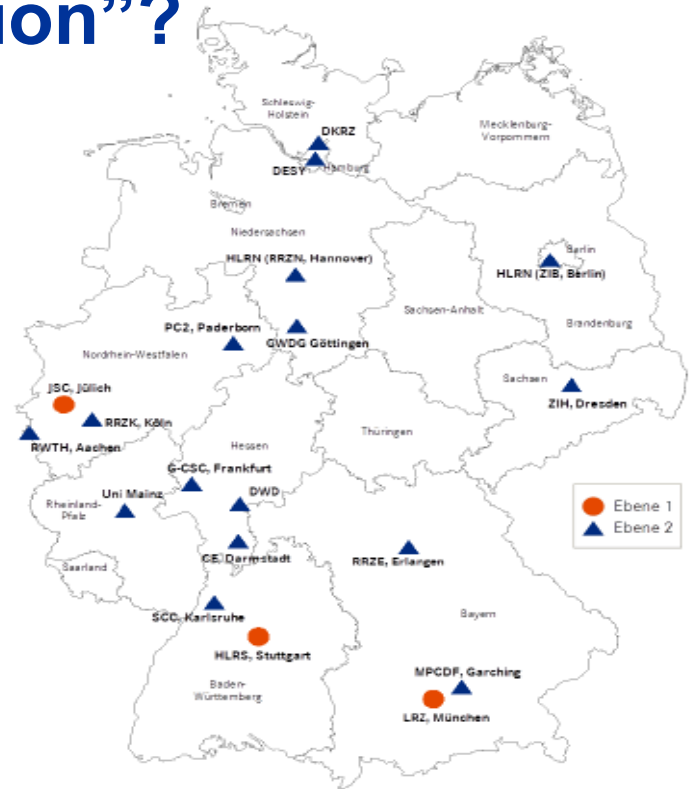 ion”?
Schleswig-
Holstein
Mecklenburg-
Vorpommern
DKRZ
DESY
Hamburg
Bremen
Niedersachsen
HLRN (RRZN, Hannover)
Berlin
HLRN (ZIB, Berlin)
Sachsen-Anhalt
Brandenburg
PC2, Paderborn
GWDG Göttingen
Nordrhein-Westfalen
JSC, Jülich
Sachsen
ZIH, Dresden
RRZK, Köln
RWTH, Aachen
Thüringen
Hessen
G-CSC, Frankfurt
Uni Mainz
DWD
Rheinland-
Pfalz
Ebene 1
Ebene 2
CE, Darmstadt
RRZE, Erlangen
Saarland
SCC, Karlsruhe
Bayern
HLRS, Stuttgart
MPCDF, Garching
Baden-
Württemberg
LRZ, München